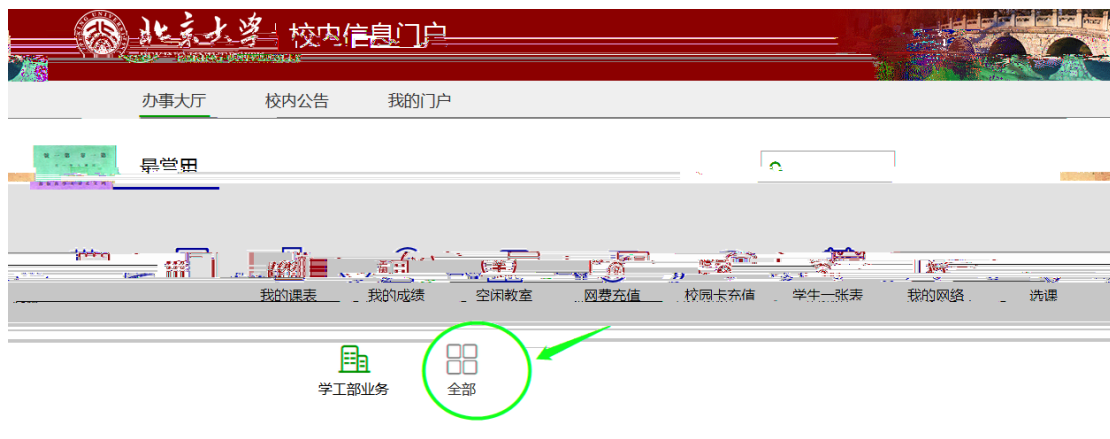 北京大学 校内信息门户
办事大厅 校内公告 我的门户
最常用
我的课表 我的成绩 空闲教室 网费充值 校园卡充值 学生一张表 我的网络 选课
学工部业务 全部